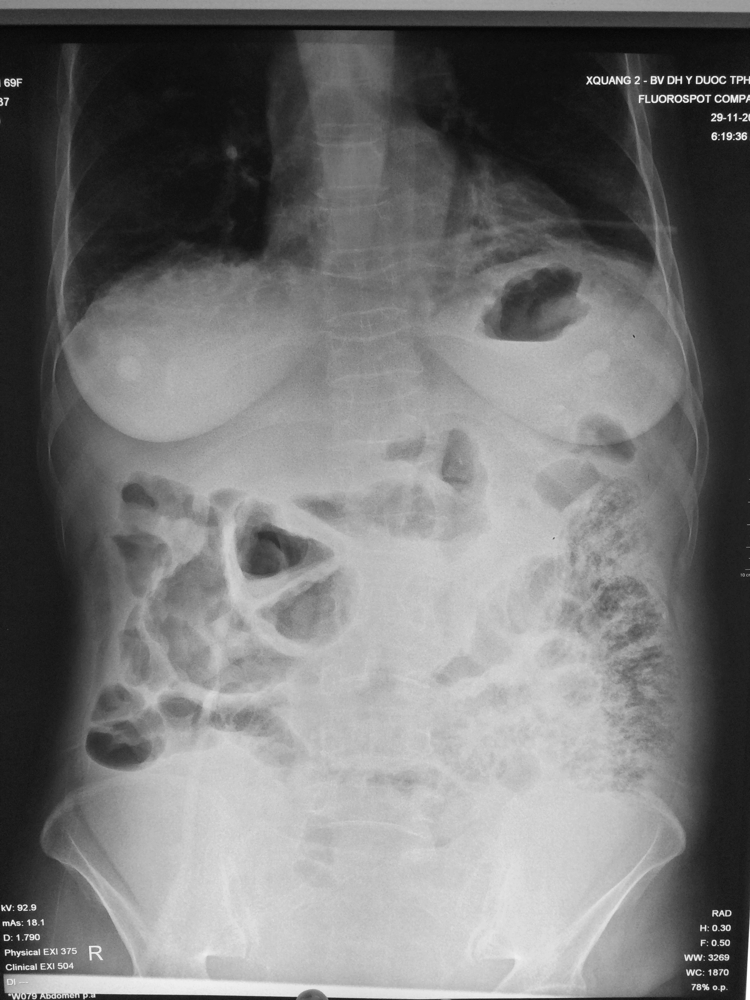 69F
37
XQUANG 2 - BV DH Y DUOC TPH
FLUOROSPOT COMPA
29-11-20
6:19:36
10 cm
kV: 92.9
mAs: 18.1
D: 1.790
Physical EXI 375
R
Clinical EXI 504
DI ---
*W079 Abdomen p.a
RAD
H: 0.30
F: 0.50
WW: 3269
WC: 1870
78% o.p.